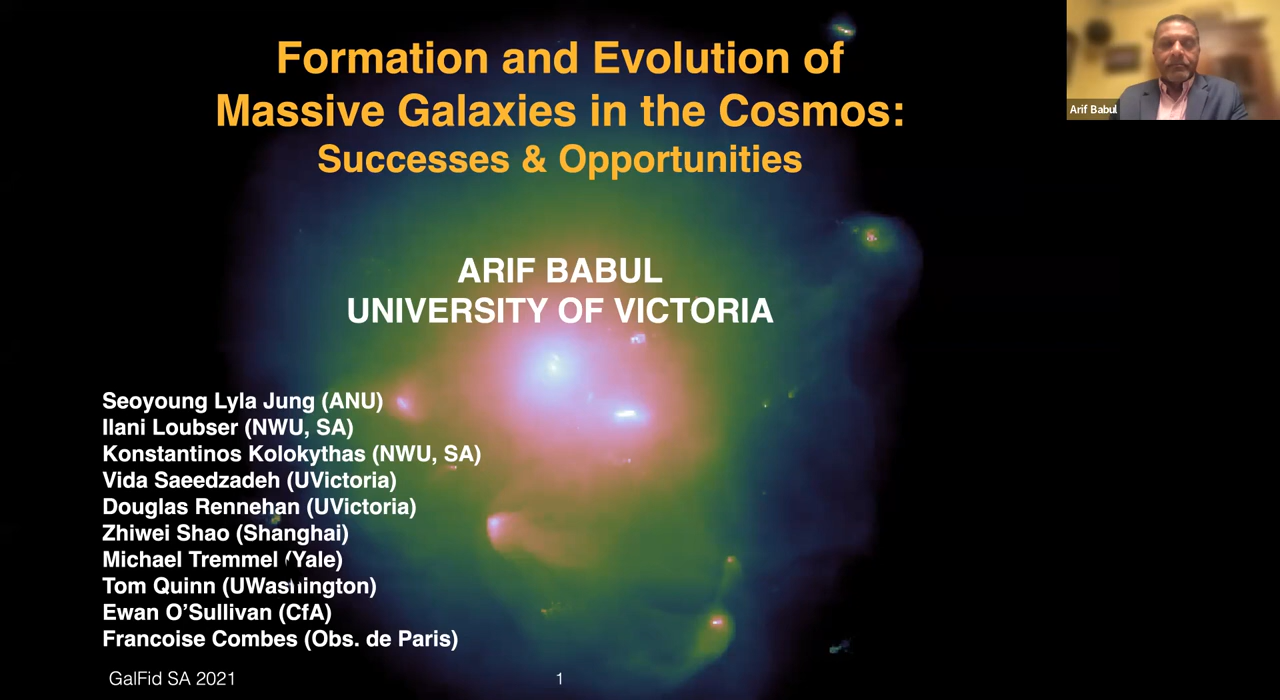 Formation and Evolution of
Massive Galaxies in the Cosmos:
Successes & Opportunities
Arif Babul
ARIF BABUL
UNIVERSITY OF VICTORIA
Seoyoung Lyla Jung (ANU)
Ilani Loubser (NWU, SA)
Konstantinos Kolokythas (NWU, SA)
Vida Saeedzadeh (UVictoria)
Douglas Rennehan (UVictoria)
Zhiwei Shao (Shanghai)
Michael Tremmel (Yale)
Tom Quinn (UWashington)
Ewan O’Sullivan (CfA)
Francoise Combes (Obs. de Paris)
GalFid SA 2021
1